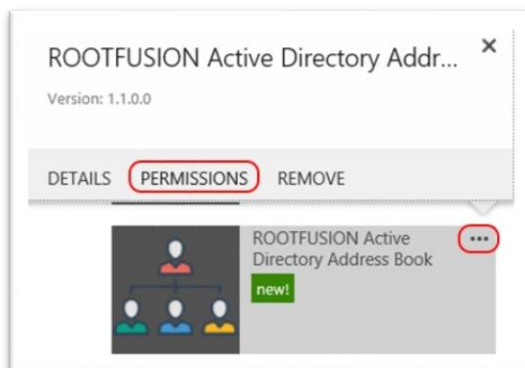 ROOTFUSION Active Directory Addr...
Version: 1.1.0.0
DETAILS PERMISSIONS REMOVE
ROOTFUSION Active
Directory Address Book
new!